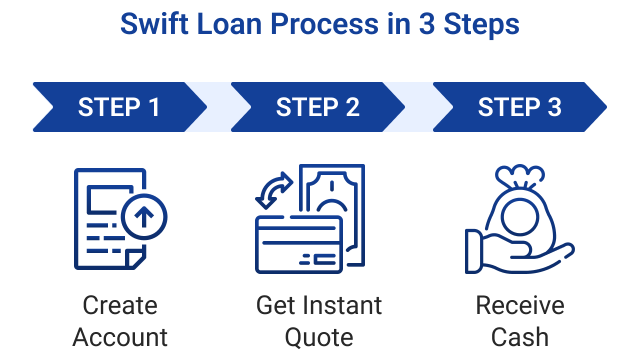 Swift Loan Process in 3 Steps
STEP 1
STEP 2
STEP 3
Create
Account
Get Instant
Quote
Receive
Cash